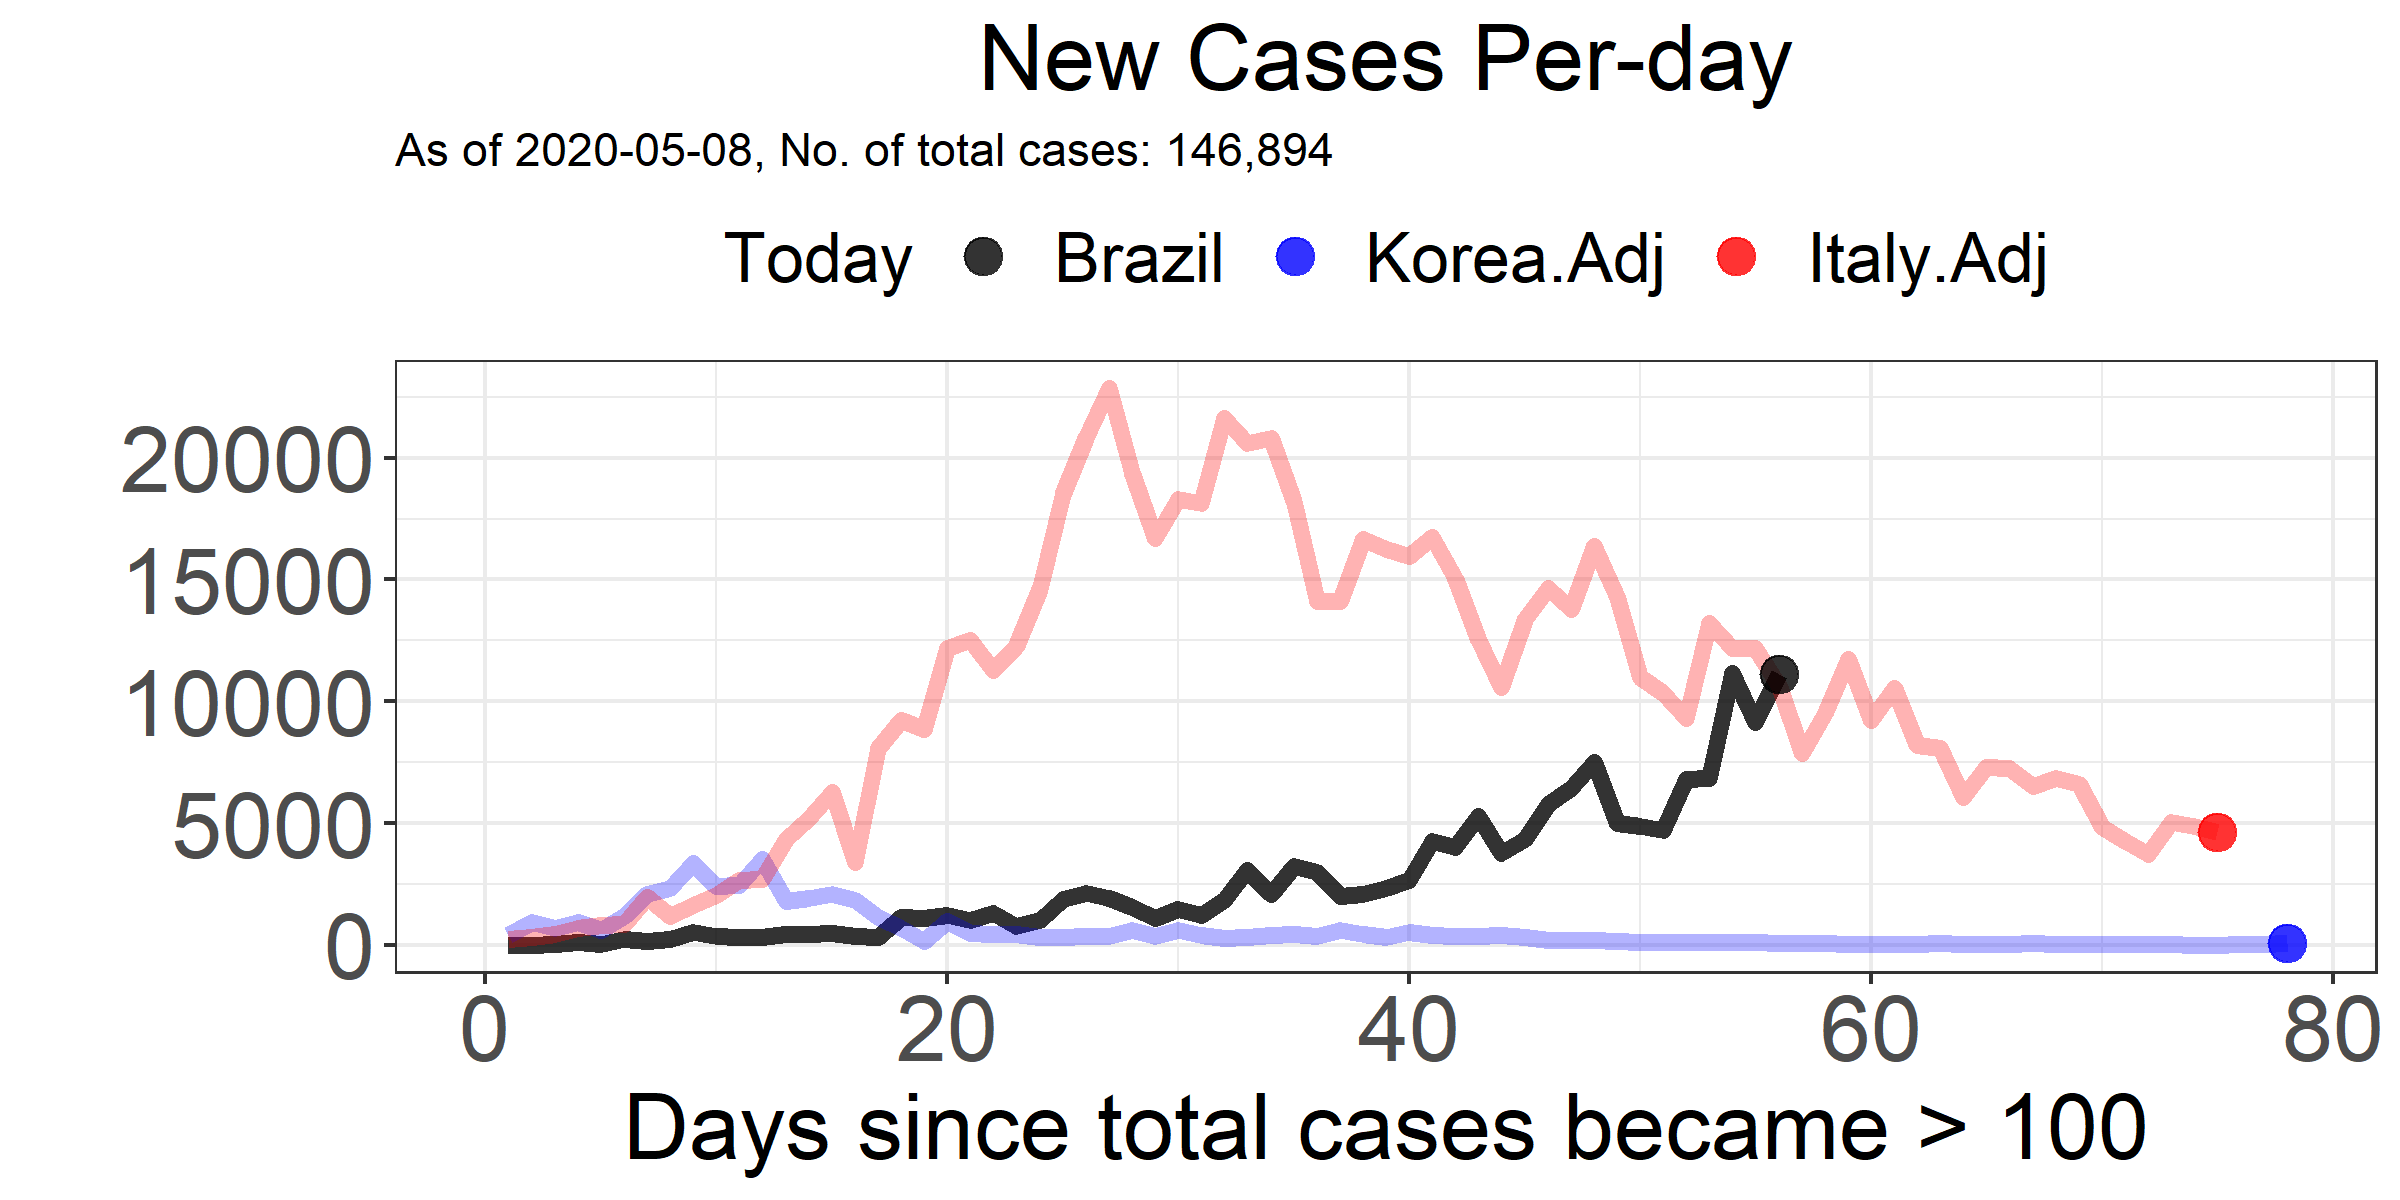 New Cases Per-day
As of 2020-05-08, No. of total cases: 146,894
Today Brazil Korea.Adj Italy.Adj
20000
15000
10000
5000
0
0 20 40 60 80
Days since total cases became > 100